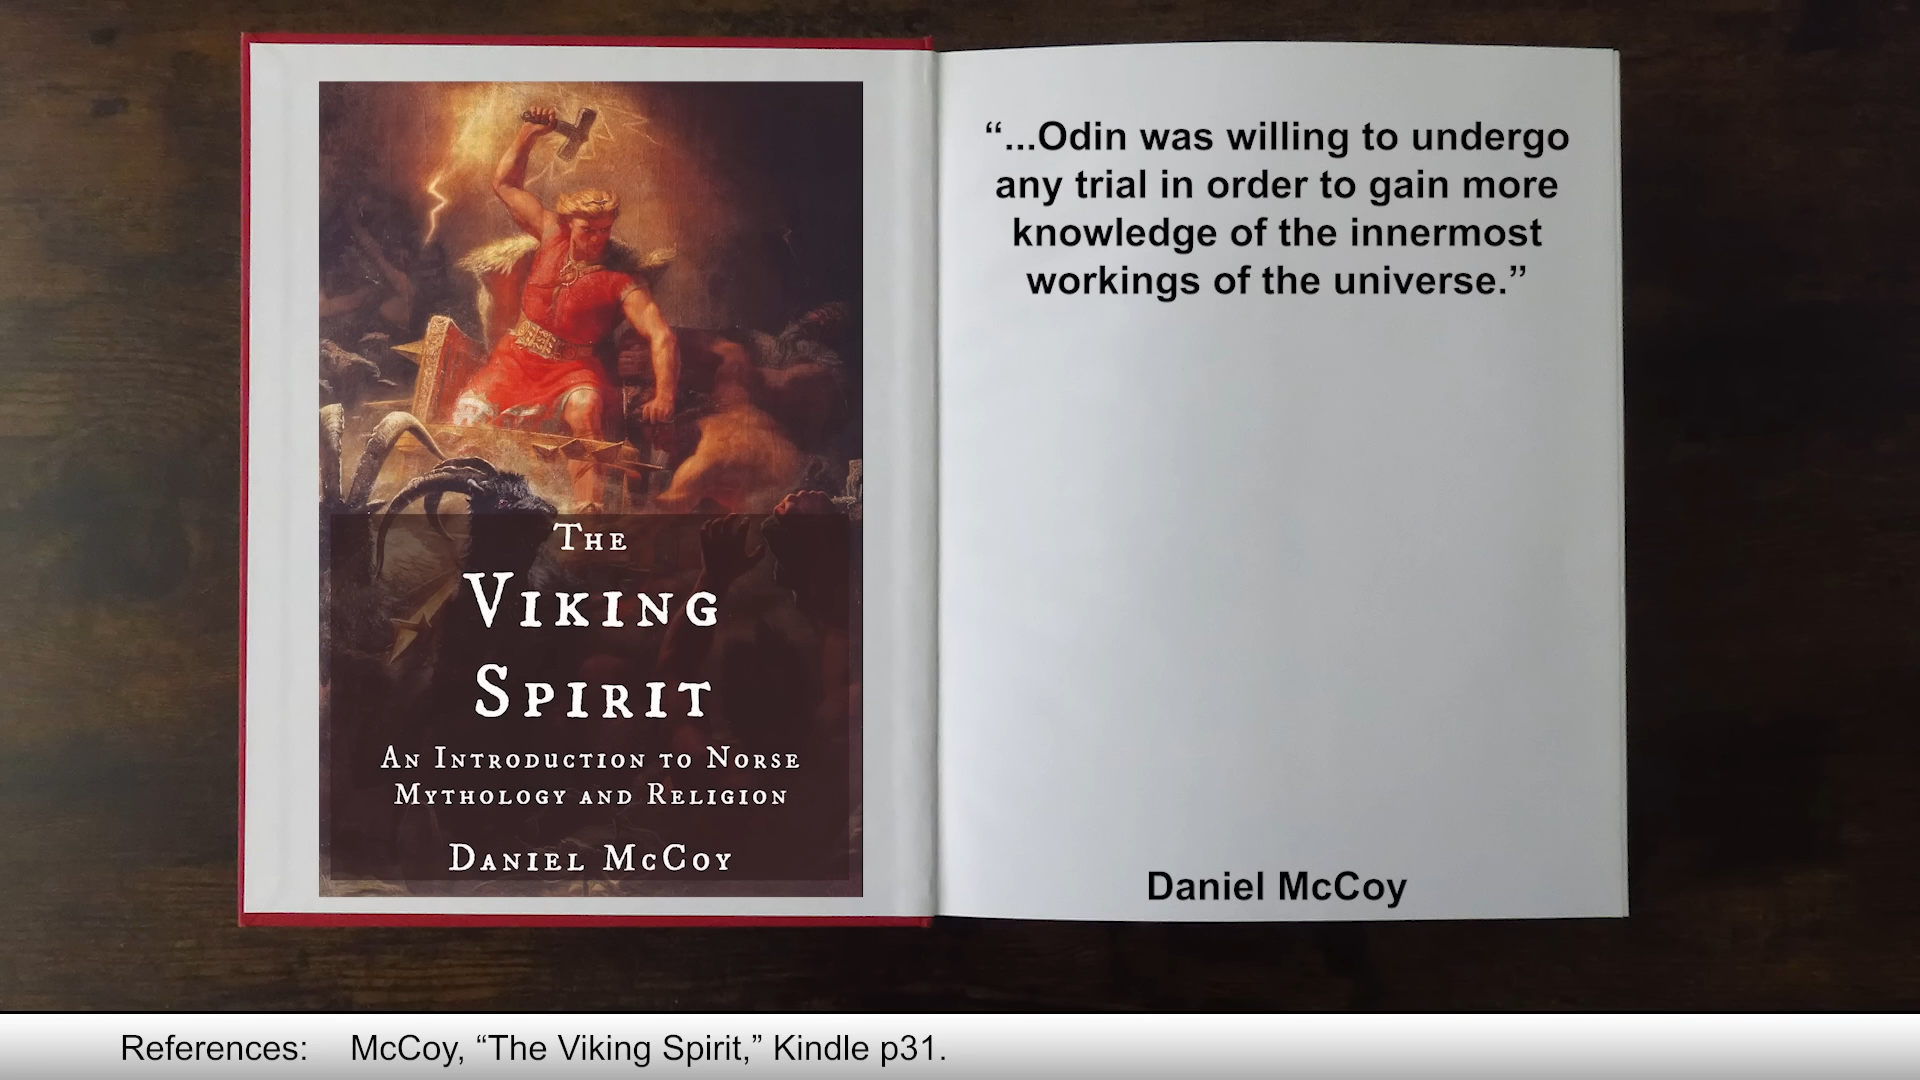 The
Viking
Spirit
An Introduction to Norse
Mythology and Religion
Daniel McCoy
“...Odin was willing to undergo
any trial in order to gain more
knowledge of the innermost
workings of the universe.”
Daniel McCoy
References: McCoy, “The Viking Spirit,” Kindle p31.